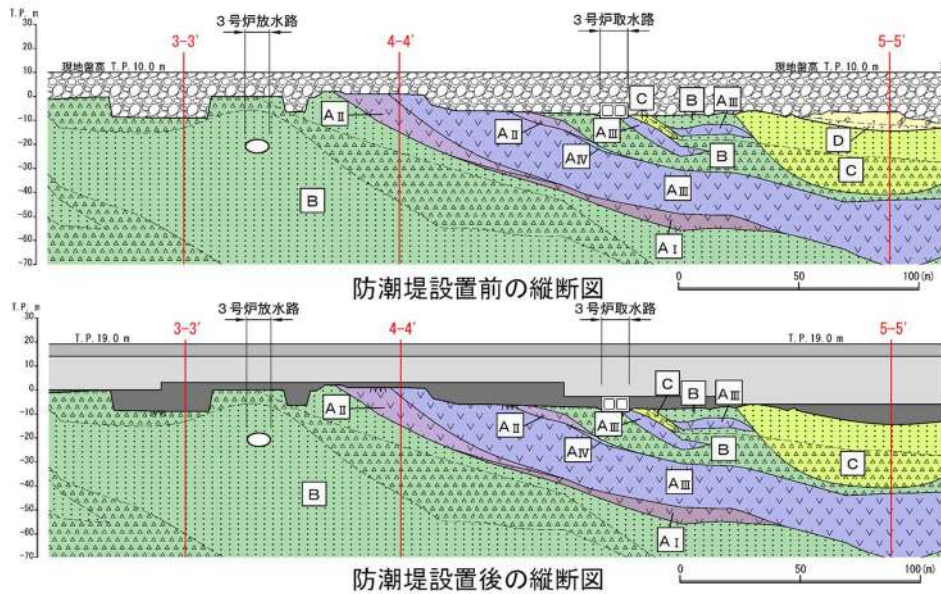 T.P. m
3号炉放水路
3号炉取水路
3-3'
4-4'
5-5'
現地盤高 T.P.10.0 m
現地盤高 T.P.10.0 m
30
20
10
0
-10
-20
-30
-40
-50
-60
-70
AⅡ
AⅡ
AⅢ
C
B
AⅢ
AⅣ
D
B
C
B
AⅢ
AⅠ
0 50 100(m)
防潮堤設置前の縦断図
T.P. m
3号炉放水路
3号炉取水路
3-3'
4-4'
5-5'
T.P.19.0 m
T.P.19.0 m
30
20
10
0
-10
-20
-30
-40
-50
-60
-70
AⅡ
AⅡ
AⅢ
C
B
AⅢ
AⅣ
B
C
B
AⅢ
AⅠ
0 50 100(m)
防潮堤設置後の縦断図